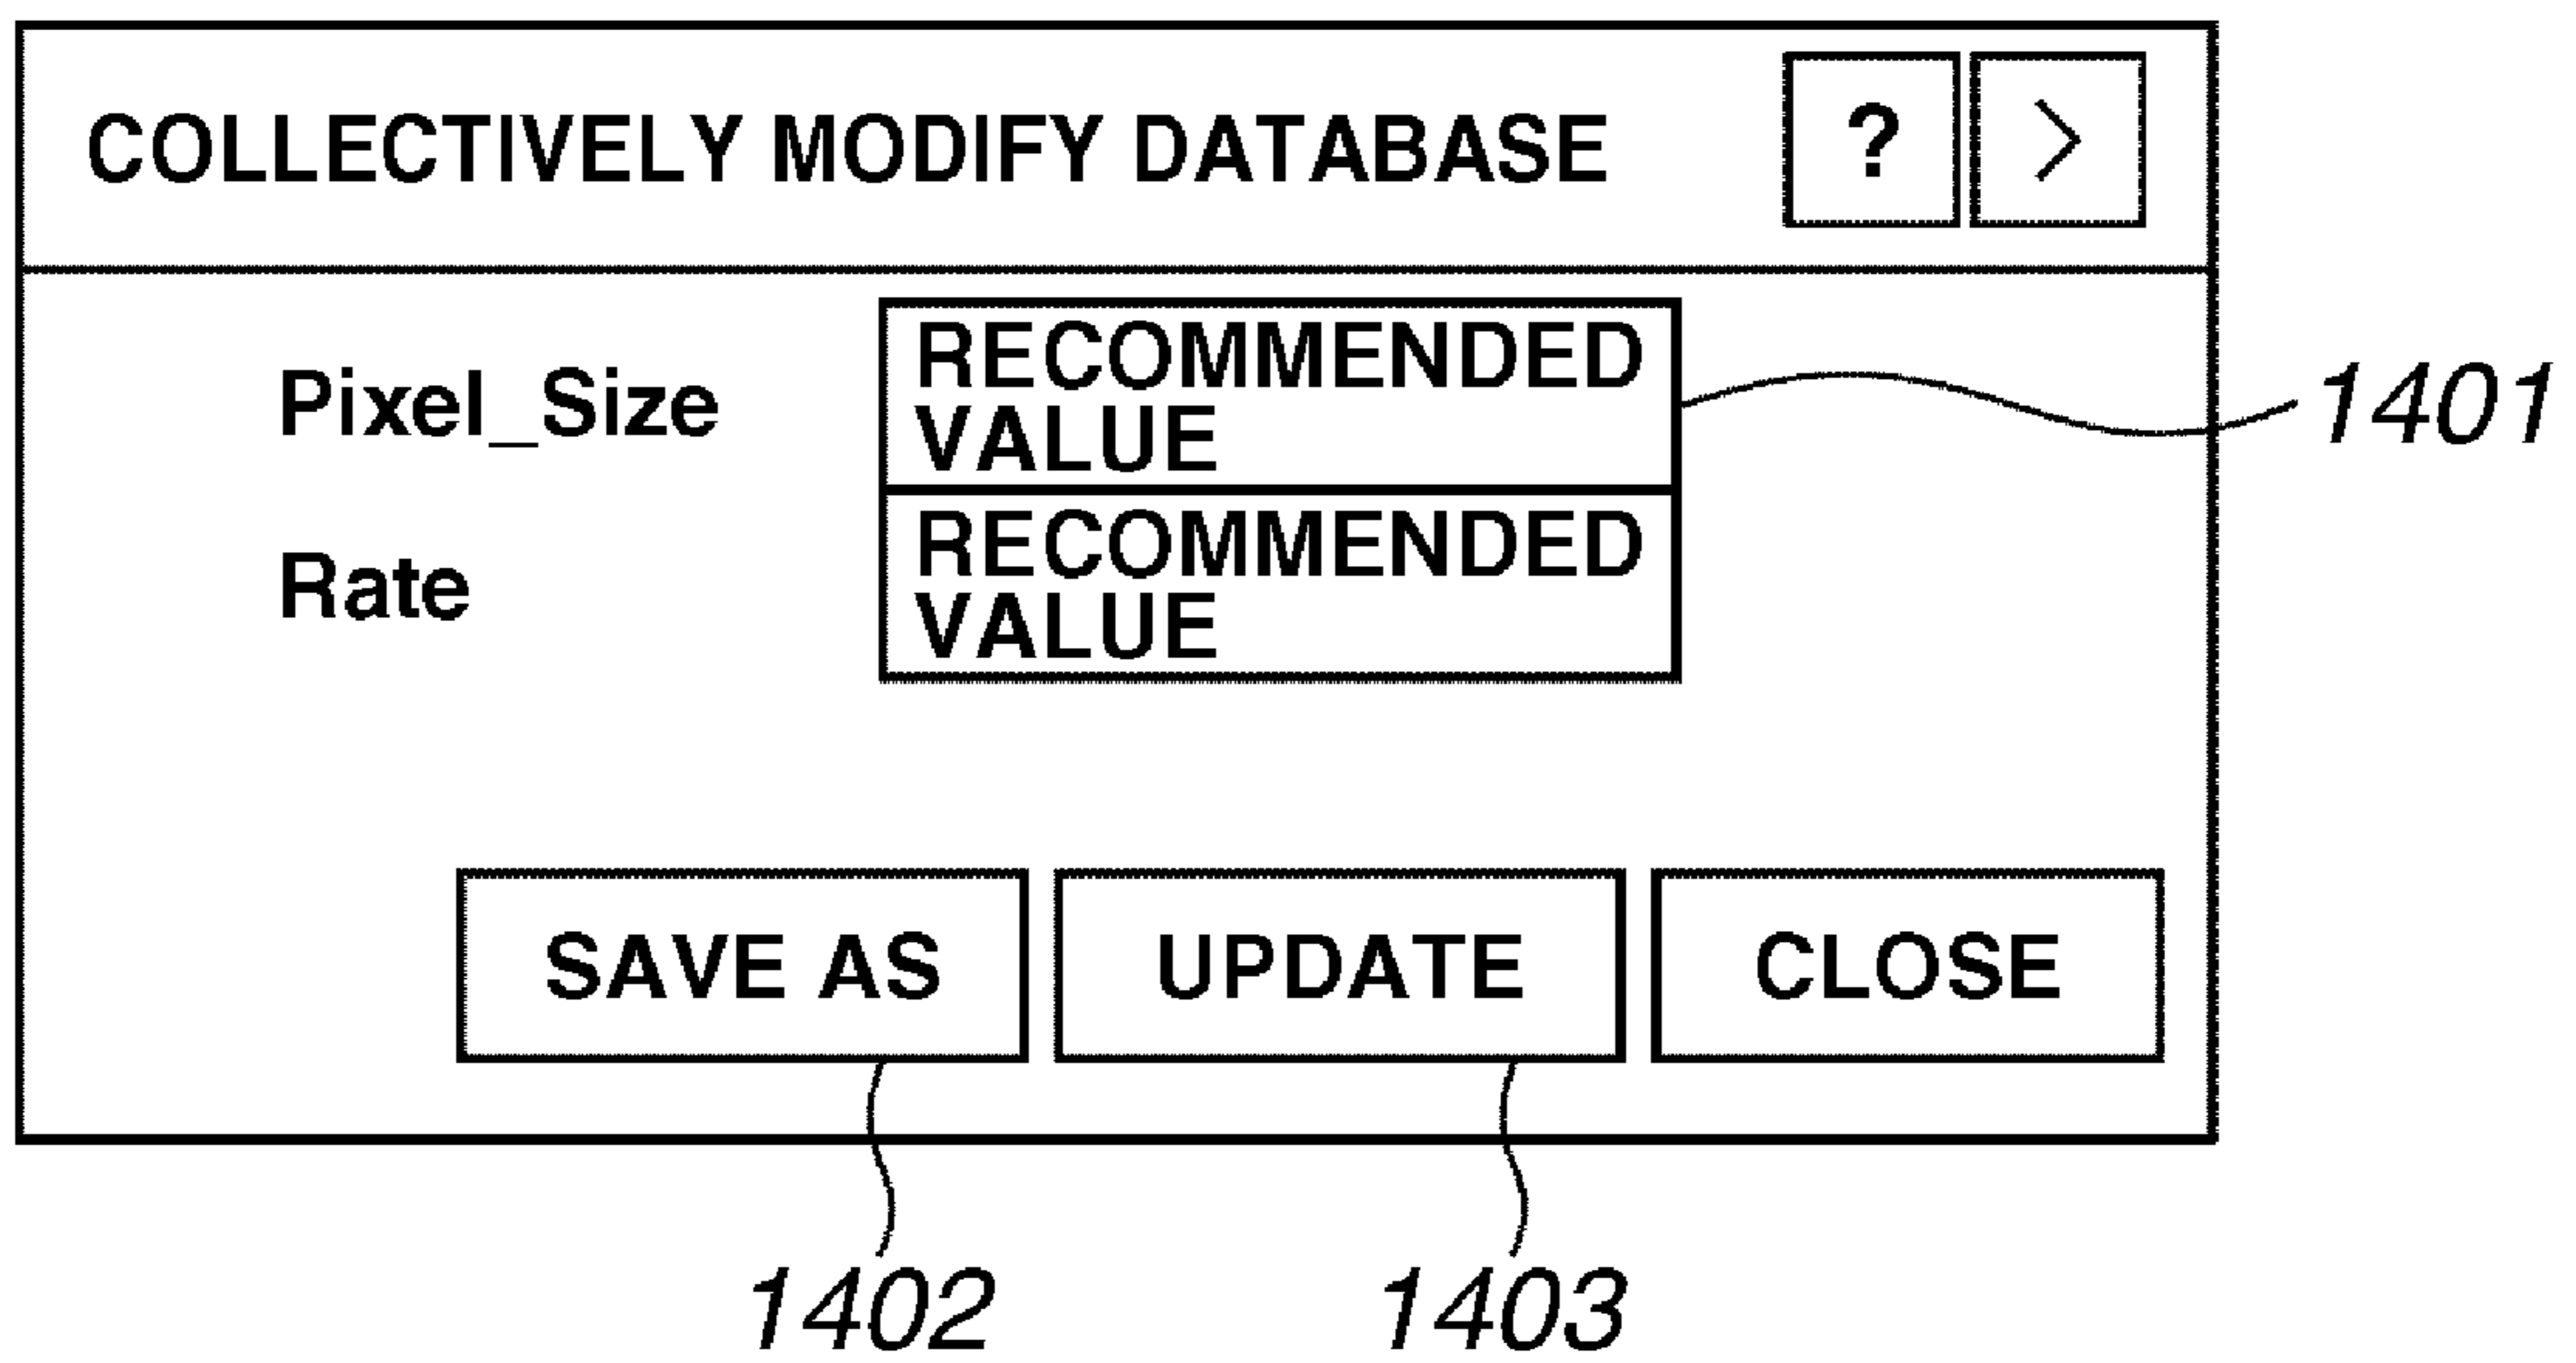 COLLECTIVELY MODIFY DATABASE ? >
Pixel_Size
RECOMMENDED
VALUE
1401
Rate
RECOMMENDED
VALUE
SAVE AS UPDATE CLOSE
1402 1403